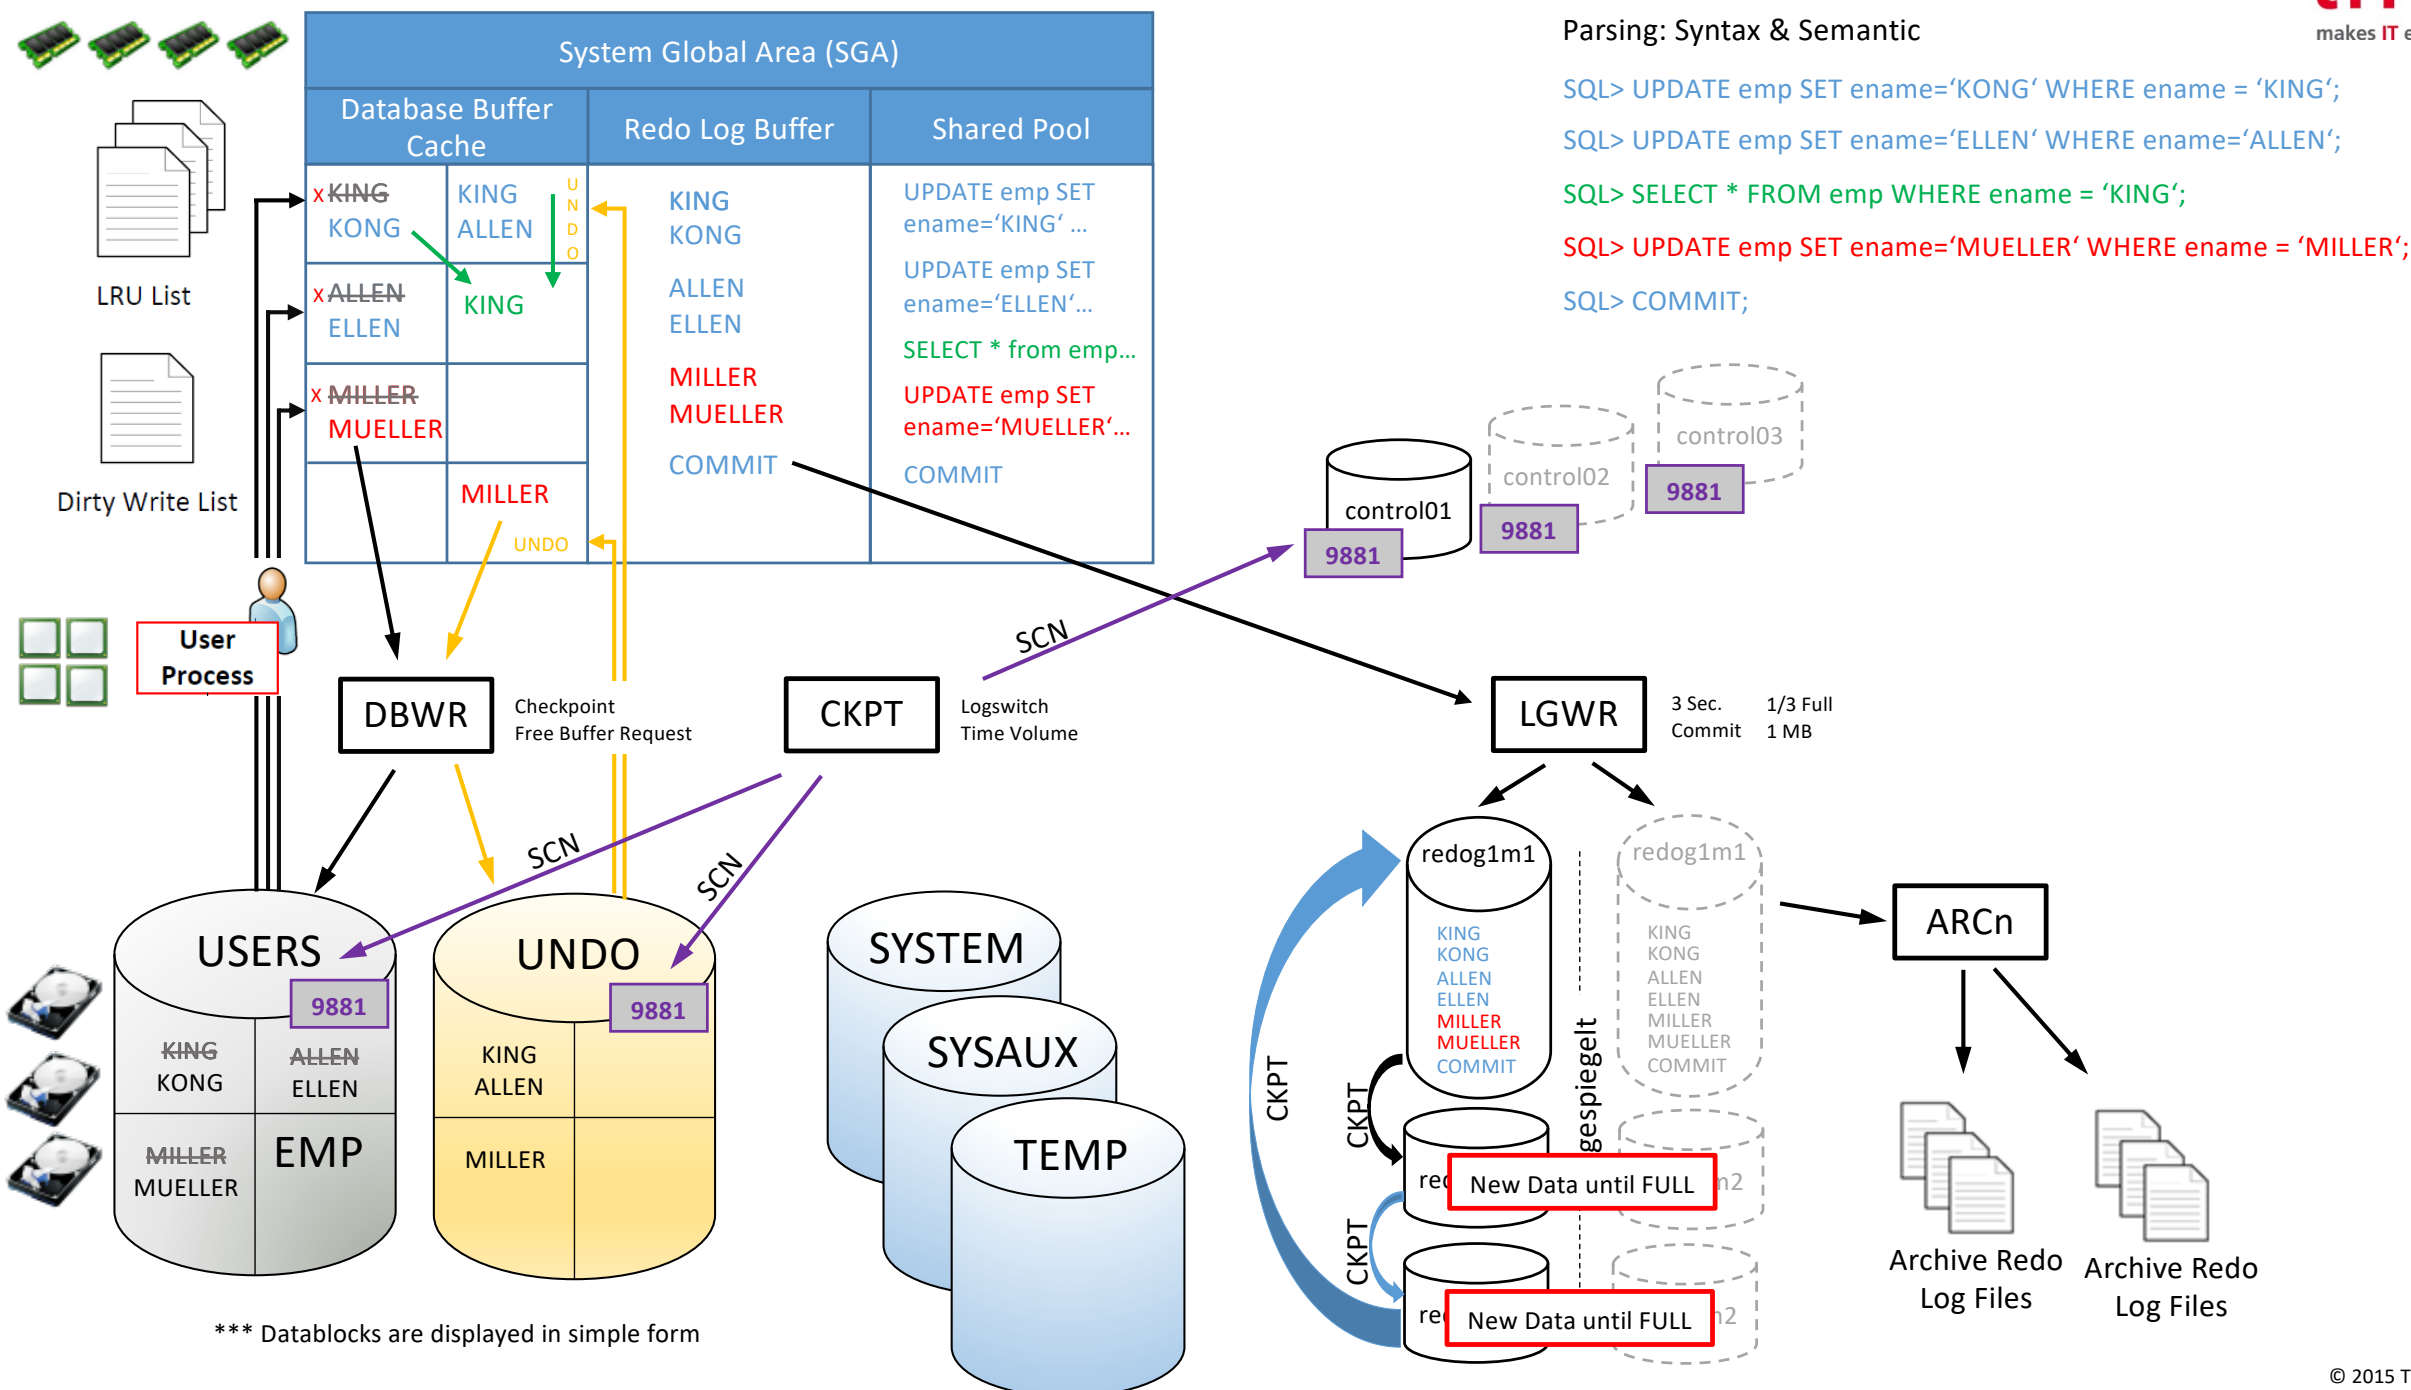 System Global Area (SGA)
Database Buffer
Cache
Redo Log Buffer
Shared Pool
x KING
KONG
KING
ALLEN
UNDO
x ALLEN
ELLEN
KING
x MILLER
MUELLER
MILLER
UNDO
KING
KONG
ALLEN
ELLEN
MILLER
MUELLER
COMMIT
UPDATE emp SET
ename=‘KING‘ ...
UPDATE emp SET
ename=‘ELLEN‘...
SELECT * from emp...
UPDATE emp SET
ename=‘MUELLER‘...
COMMIT
LRU List
Dirty Write List
Parsing: Syntax & Semantic
SQL> UPDATE emp SET ename=‘KONG‘ WHERE ename = ‘KING‘;
SQL> UPDATE emp SET ename=‘ELLEN‘ WHERE ename=‘ALLEN‘;
SQL> SELECT * FROM emp WHERE ename = ‘KING‘;
SQL> UPDATE emp SET ename=‘MUELLER‘ WHERE ename = ‘MILLER‘;
SQL> COMMIT;
makes IT
control01
9881
control02
9881
control03
9881
User
Process
DBWR
Checkpoint
Free Buffer Request
CKPT
Logswitch
Time Volume
SCN
LGWR
3 Sec. 1/3 Full
Commit 1 MB
SCN
SCN
USERS
9881
KING
KONG
ALLEN
ELLEN
MILLER
MUELLER
EMP
UNDO
9881
KING
ALLEN
MILLER
SYSTEM
SYSAUX
TEMP
redog1m1
KING
KONG
ALLEN
ELLEN
MILLER
MUELLER
COMMIT
gespiegelt
redog1m1
KING
KONG
ALLEN
ELLEN
MILLER
MUELLER
COMMIT
CKPT
CKPT
CKPT
New Data until FULL
New Data until FULL
ARCn
Archive Redo
Log Files
Archive Redo
Log Files
*** Datablocks are displayed in simple form
© 2015